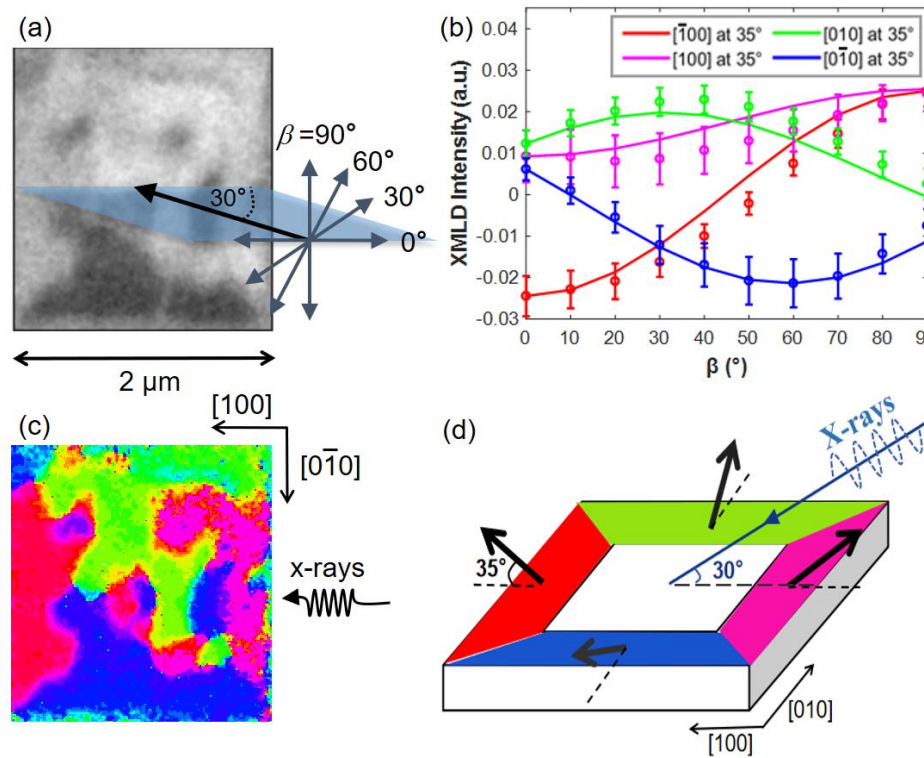 (a)
β=90°
60°
30°
30°
0°
2 μm
(b)
[1̄00] at 35°
[010] at 35°
[100] at 35°
[01̄0] at 35°
XMLD Intensity (a.u.)
0.04
0.03
0.02
0.01
0
-0.01
-0.02
-0.03
0 10 20 30 40 50 60 70 80 90
β (°)
(c)
[100]
[01̄0]
x-rays
(d)
X-rays
35°
30°
[010]
[100]